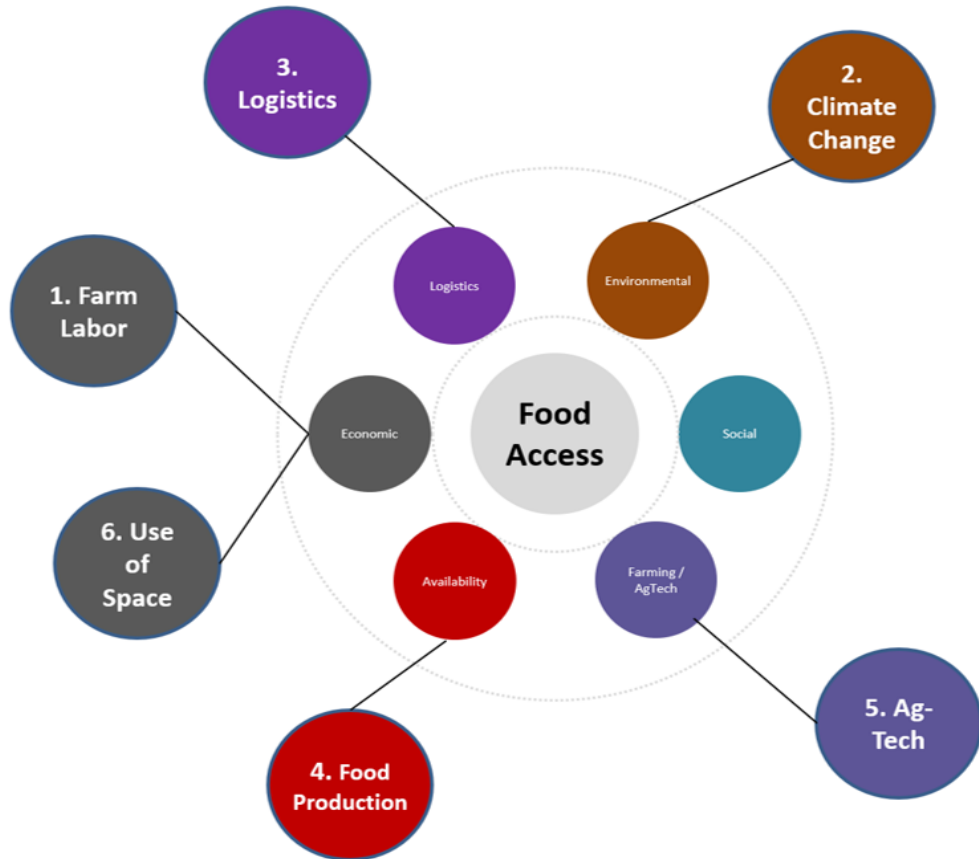 3.
Logistics
2.
Climate
Change
1. Farm
Labor
Logistics
Environmental
Economic
Food
Access
Social
6. Use
of
Space
Availability
Farming /
AgTech
4. Food
Production
5. Ag-
Tech